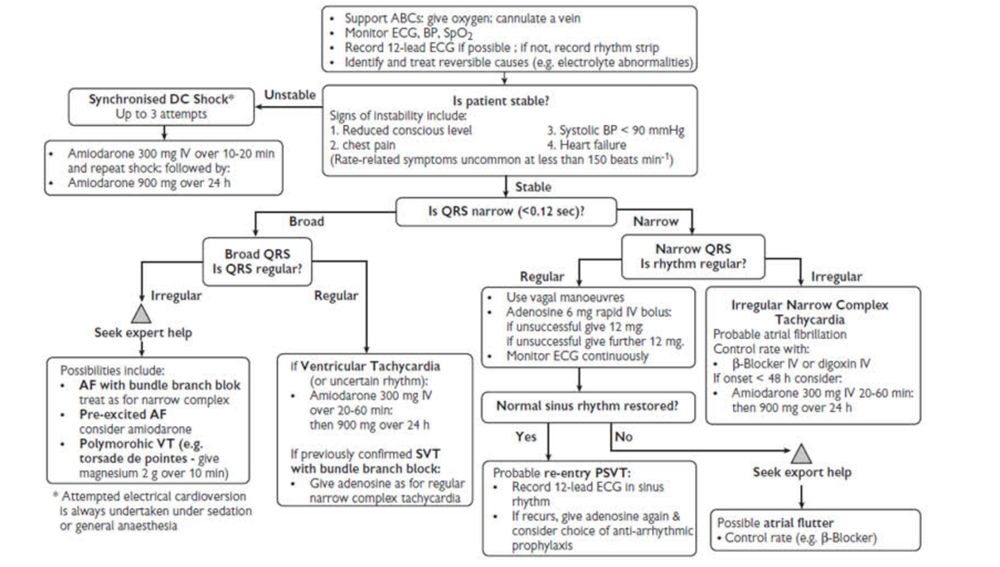 • Support ABCs: give oxygen; cannulate a vein
• Monitor ECG, BP, SpO₂
• Record 12-lead ECG if possible ; if not, record rhythm strip
• Identify and treat reversible causes (e.g. electrolyte abnormalities)
Unstable
Synchronised DC Shock*
Up to 3 attempts
• Amiodarone 300 mg IV over 10-20 min
and repeat shock; followed by:
• Amiodarone 900 mg over 24 h
Is patient stable?
Signs of instability include:
1. Reduced conscious level
2. chest pain
3. Systolic BP < 90 mmHg
4. Heart failure
(Rate-related symptoms uncommon at less than 150 beats min⁻¹)
Stable
Is QRS narrow (<0.12 sec)?
Broad
Narrow
Broad QRS
Is QRS regular?
Irregular
Regular
Seek expert help
Possibilities include:
• AF with bundle branch blok
treat as for narrow complex
• Pre-excited AF
consider amiodarone
• Polymorohic VT (e.g.
torsade de pointes - give
magnesium 2 g over 10 min)
* Attempted electrical cardioversion
is always undertaken under sedation
or general anaesthesia
If Ventricular Tachycardia
(or uncertain rhythm):
• Amiodarone 300 mg IV
over 20-60 min:
then 900 mg over 24 h
If previously confirmed SVT
with bundle branch block:
• Give adenosine as for regular
narrow complex tachycardia
Narrow QRS
Is rhythm regular?
Regular
Irregular
• Use vagal manoeuvres
• Adenosine 6 mg rapid IV bolus:
if unsuccessful give 12 mg:
if unsuccessful give further 12 mg.
• Monitor ECG continuously
Irregular Narrow Complex
Tachycardia
Probable atrial fibrillation
Control rate with:
• β-Blocker IV or digoxin IV
If onset < 48 h consider:
• Amiodarone 300 mg IV 20-60 min:
then 900 mg over 24 h
Normal sinus rhythm restored?
Yes
No
Probable re-entry PSVT:
• Record 12-lead ECG in sinus
rhythm
• If recurs, give adenosine again &
consider choice of anti-arrhythmic
prophylaxis
Seek export help
Possible atrial flutter
• Control rate (e.g. β-Blocker)